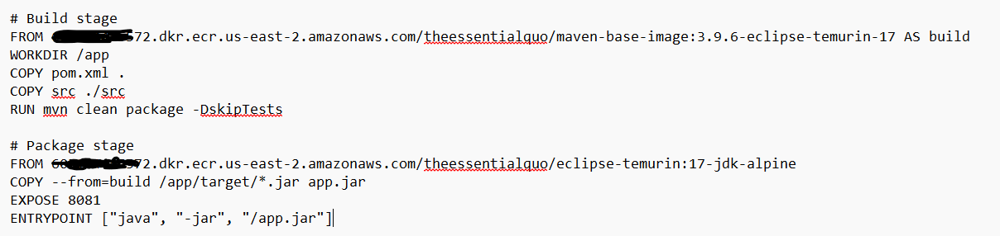 # Build stage
FROM 72.dkr.ecr.us-east-2.amazonaws.com/theessentialquo/maven-base-image:3.9.6-eclipse-temurin-17 AS build
WORKDIR /app
COPY pom.xml .
COPY src ./src
RUN mvn clean package -DskipTests
# Package stage
FROM 72.dkr.ecr.us-east-2.amazonaws.com/theessentialquo/eclipse-temurin:17-jdk-alpine
COPY --from=build /app/target/*.jar app.jar
EXPOSE 8081
ENTRYPOINT ["java", "-jar", "/app.jar"]